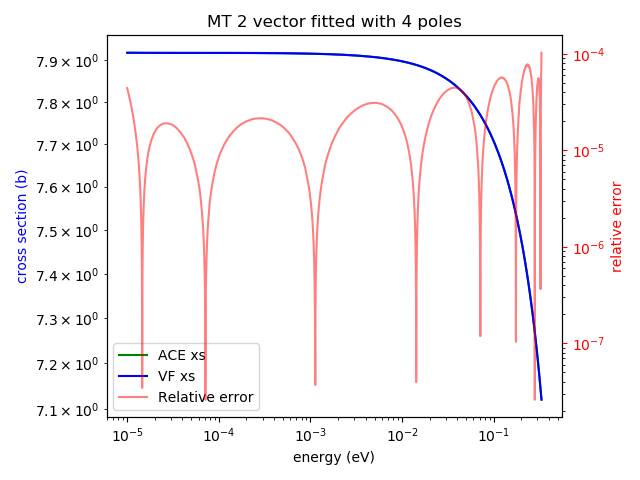 MT 2 vector fitted with 4 poles
cross section (b)
7.9 × 10⁰
7.8 × 10⁰
7.7 × 10⁰
7.6 × 10⁰
7.5 × 10⁰
7.4 × 10⁰
7.3 × 10⁰
7.2 × 10⁰
7.1 × 10⁰
ACE xs
VF xs
Relative error
10⁻⁵
10⁻⁴
10⁻³
10⁻²
10⁻¹
energy (eV)
10⁻⁴
10⁻⁵
10⁻⁶
10⁻⁷
relative error